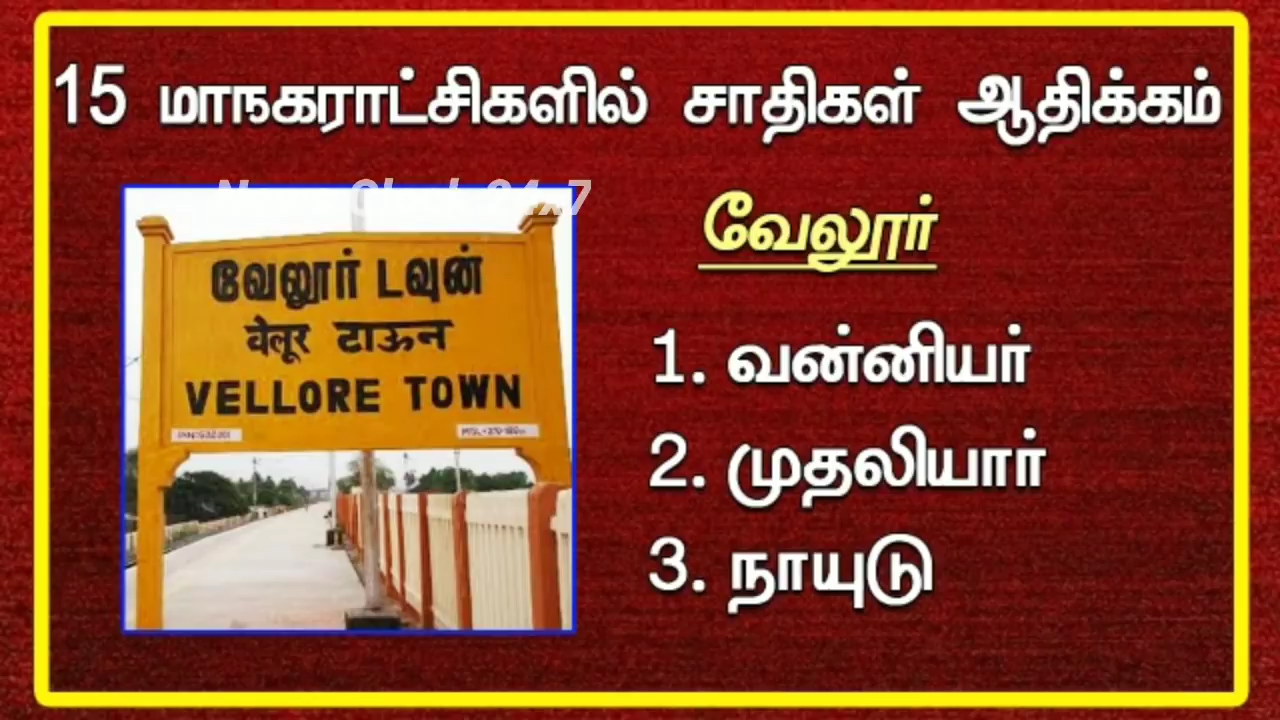 15 மாநகராட்சிகளில் சாதிகள் ஆதிக்கம்
வேலூர்
வேலூர் டவுன்
वेलूर टाऊन
VELLORE TOWN
1. வன்னியர்
2. முதலியார்
3. நாயுடு